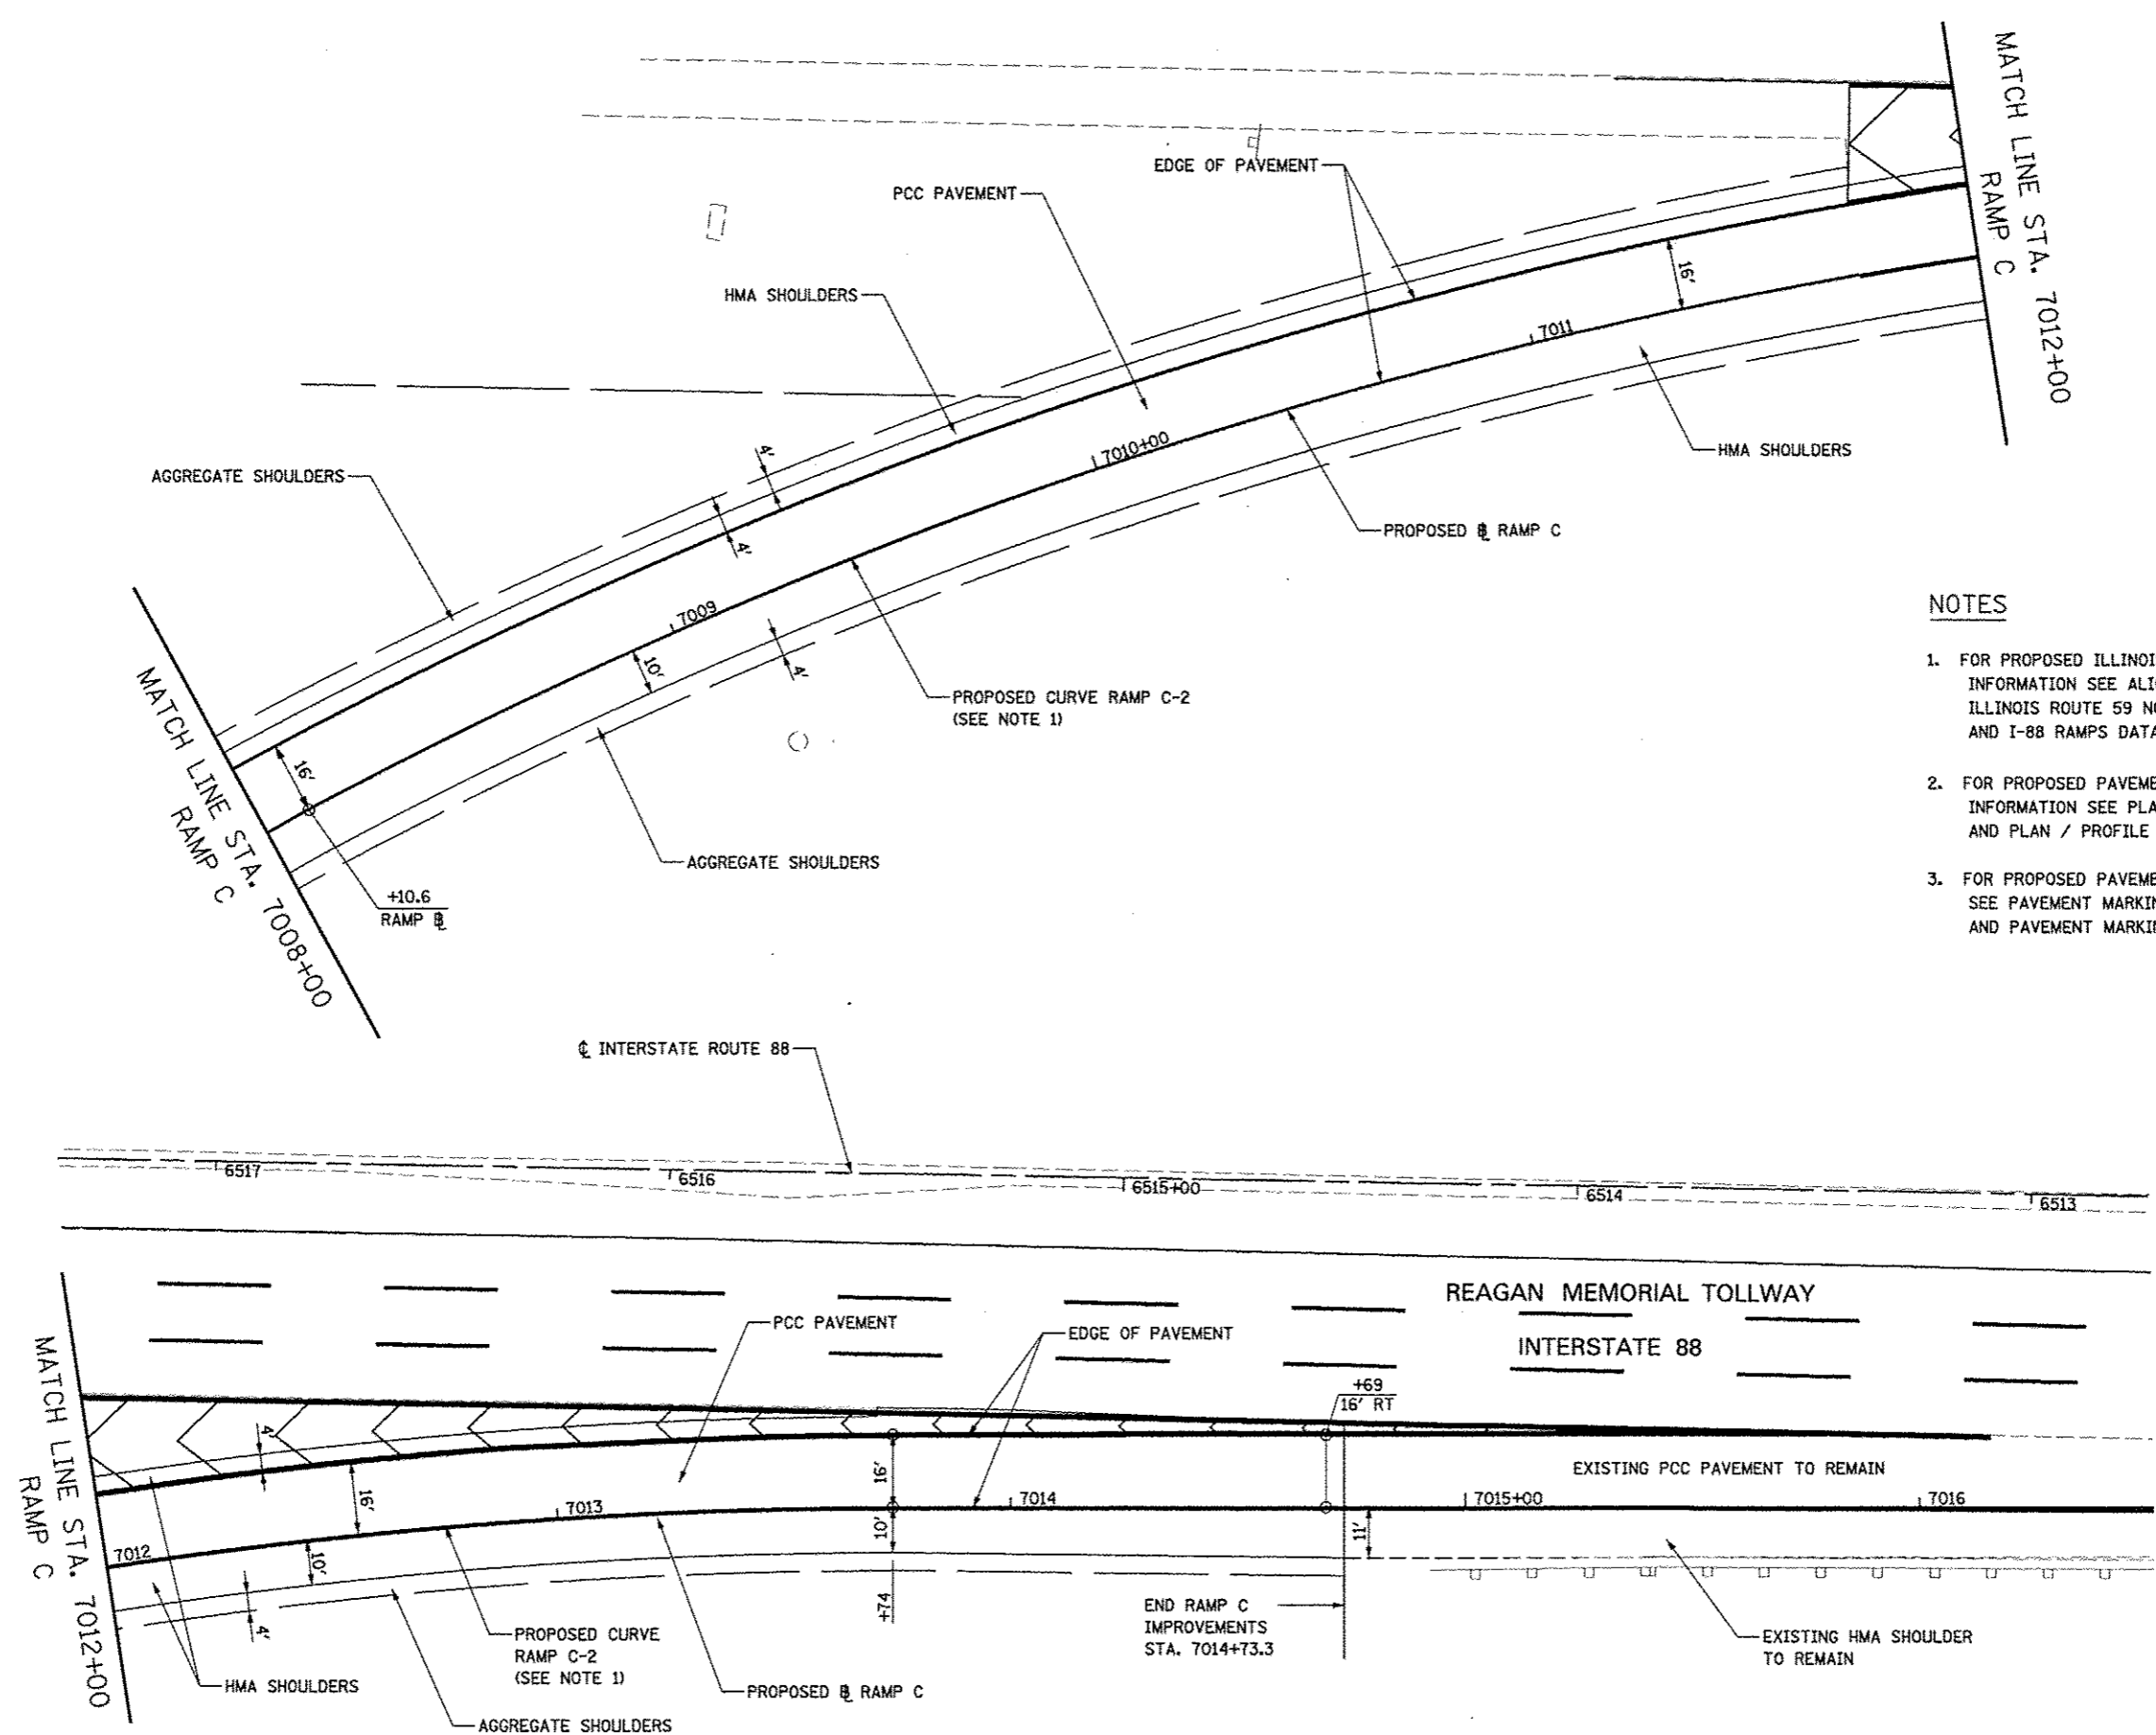 MATCH LINE STA. 7012+00
RAMP C
EDGE OF PAVEMENT
PCC PAVEMENT
HMA SHOULDERS
16'
7011
7010+00
HMA SHOULDERS
AGGREGATE SHOULDERS
4'
4'
PROPOSED ℄ RAMP C
7009
10'
4'
PROPOSED CURVE RAMP C-2
(SEE NOTE 1)
16'
AGGREGATE SHOULDERS
MATCH LINE STA. 7008+00
RAMP C
+10.6
RAMP ℄
NOTES
1. FOR PROPOSED ILLINOI
INFORMATION SEE ALI
ILLINOIS ROUTE 59 N
AND I-88 RAMPS DATA
2. FOR PROPOSED PAVEME
INFORMATION SEE PLA
AND PLAN / PROFILE
3. FOR PROPOSED PAVEME
SEE PAVEMENT MARKIN
AND PAVEMENT MARKI
℄ INTERSTATE ROUTE 88
6517
6516
6515+00
6514
6513
REAGAN MEMORIAL TOLLWAY
INTERSTATE 88
PCC PAVEMENT
EDGE OF PAVEMENT
+69
16' RT
MATCH LINE STA. 7012+00
RAMP C
4'
16'
16'
EXISTING PCC PAVEMENT TO REMAIN
7012
7013
7014
7015+00
7016
10'
10'
11'
4'
+74
END RAMP C
IMPROVEMENTS
STA. 7014+73.3
PROPOSED CURVE
RAMP C-2
(SEE NOTE 1)
EXISTING HMA SHOULDER
TO REMAIN
HMA SHOULDERS
PROPOSED ℄ RAMP C
AGGREGATE SHOULDERS